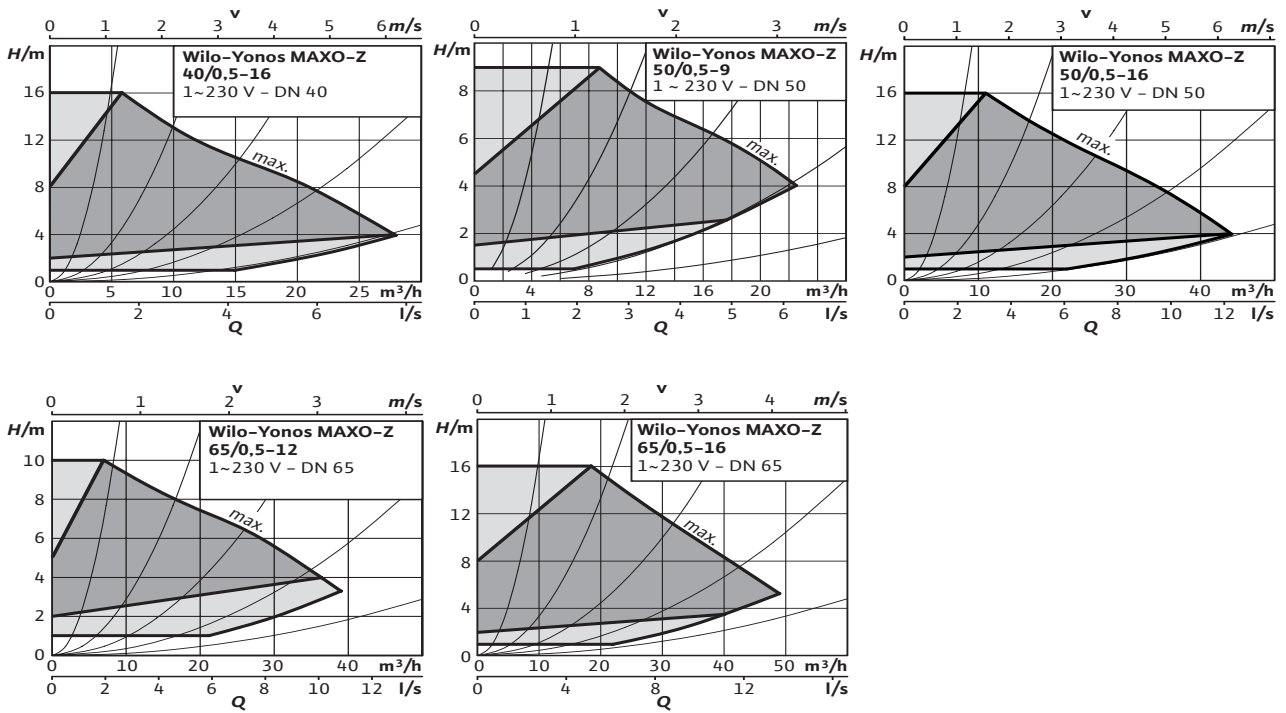 v
0 1 2 3 4 5 6 m/s
H/m
Wilo-Yonos MAXO-Z
40/0,5-16
1~230 V - DN 40
16
12
max.
8
4
0
0 5 10 15 20 25 m³/h
0 2 4 6 l/s
Q
v
0 1 2 3 m/s
H/m
Wilo-Yonos MAXO-Z
50/0,5-9
1 ~ 230 V - DN 50
8
6
max.
4
2
0
0 4 8 12 16 20 m³/h
0 1 2 3 4 5 6 l/s
Q
v
0 1 2 3 4 5 6 m/s
H/m
Wilo-Yonos MAXO-Z
50/0,5-16
1~230 V - DN 50
16
12
max.
8
4
0
0 10 20 30 40 m³/h
0 2 4 6 8 10 12 l/s
Q
v
0 1 2 3 m/s
H/m
Wilo-Yonos MAXO-Z
65/0,5-12
1~230 V - DN 65
10
8
max.
6
4
2
0
0 10 20 30 40 m³/h
0 2 4 6 8 10 12 l/s
Q
v
0 1 2 3 4 m/s
H/m
Wilo-Yonos MAXO-Z
65/0,5-16
1~230 V - DN 65
16
12
max.
8
4
0
0 10 20 30 40 50 m³/h
0 4 8 12 l/s
Q